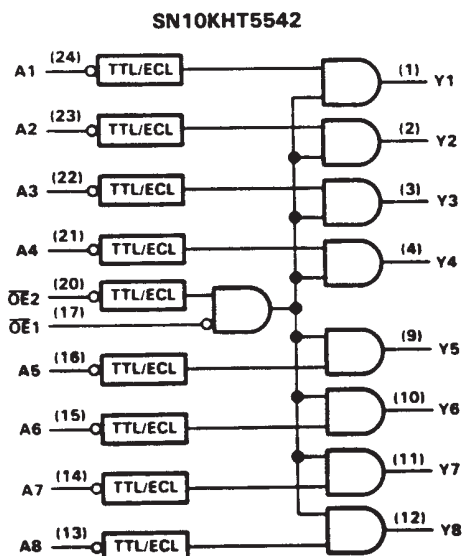 SN10KHT5542
A1 (24) TTL/ECL (1) Y1
A2 (23) TTL/ECL (2) Y2
A3 (22) TTL/ECL (3) Y3
A4 (21) TTL/ECL (4) Y4
OE2 (20) TTL/ECL
OE1 (17)
A5 (16) TTL/ECL (9) Y5
A6 (15) TTL/ECL (10) Y6
A7 (14) TTL/ECL (11) Y7
A8 (13) TTL/ECL (12) Y8